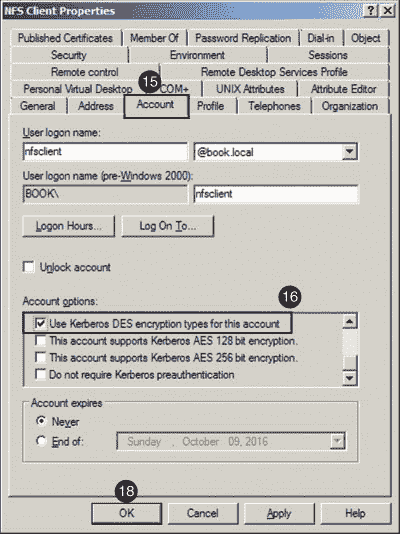 NFS Client Properties
Published Certificates Member Of Password Replication Dial-in Object
Security Environment Sessions
Remote control Remote Desktop Services Profile
15
Personal Virtual Desktop COM+ UNIX Attributes Attribute Editor
General Address Account Profile Telephones Organization
User logon name:
nfsclient @book.local
User logon name (pre-Windows 2000):
BOOK\ nfsclient
Logon Hours... Log On To...
Unlock account
Account options:
16
Use Kerberos DES encryption types for this account
This account supports Kerberos AES 128 bit encryption.
This account supports Kerberos AES 256 bit encryption.
Do not require Kerberos preauthentication
Account expires
Never
End of: Sunday , October 09, 2016
18
OK Cancel Apply Help